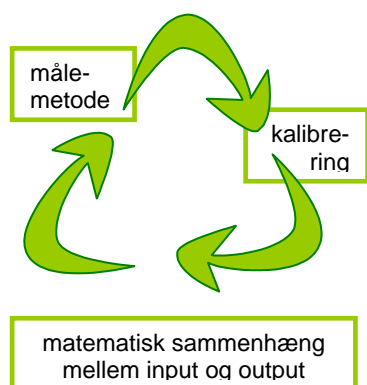 måle-
metode
kalibre-
ring
matematisk sammenhæng
mellem input og output